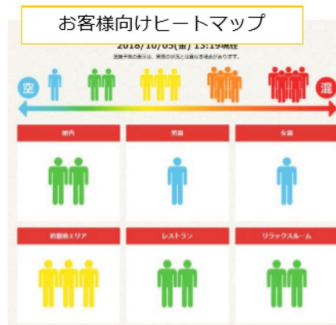 お客様向けヒートマップ
2018/10/05(金) 13:19現在
空
混
館内
男湯
女湯
岩盤浴エリア
レストラン
リラックスルーム